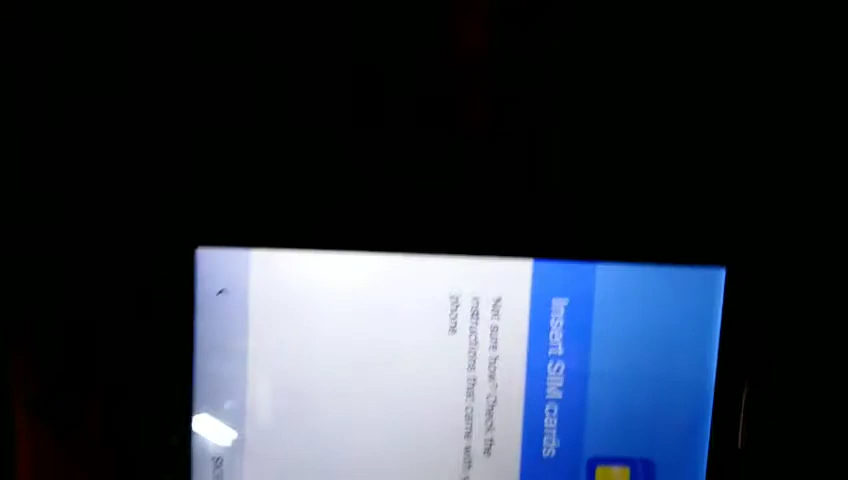 Insert SIM cards
Not sure how? Check the
instructions that came with
phone.